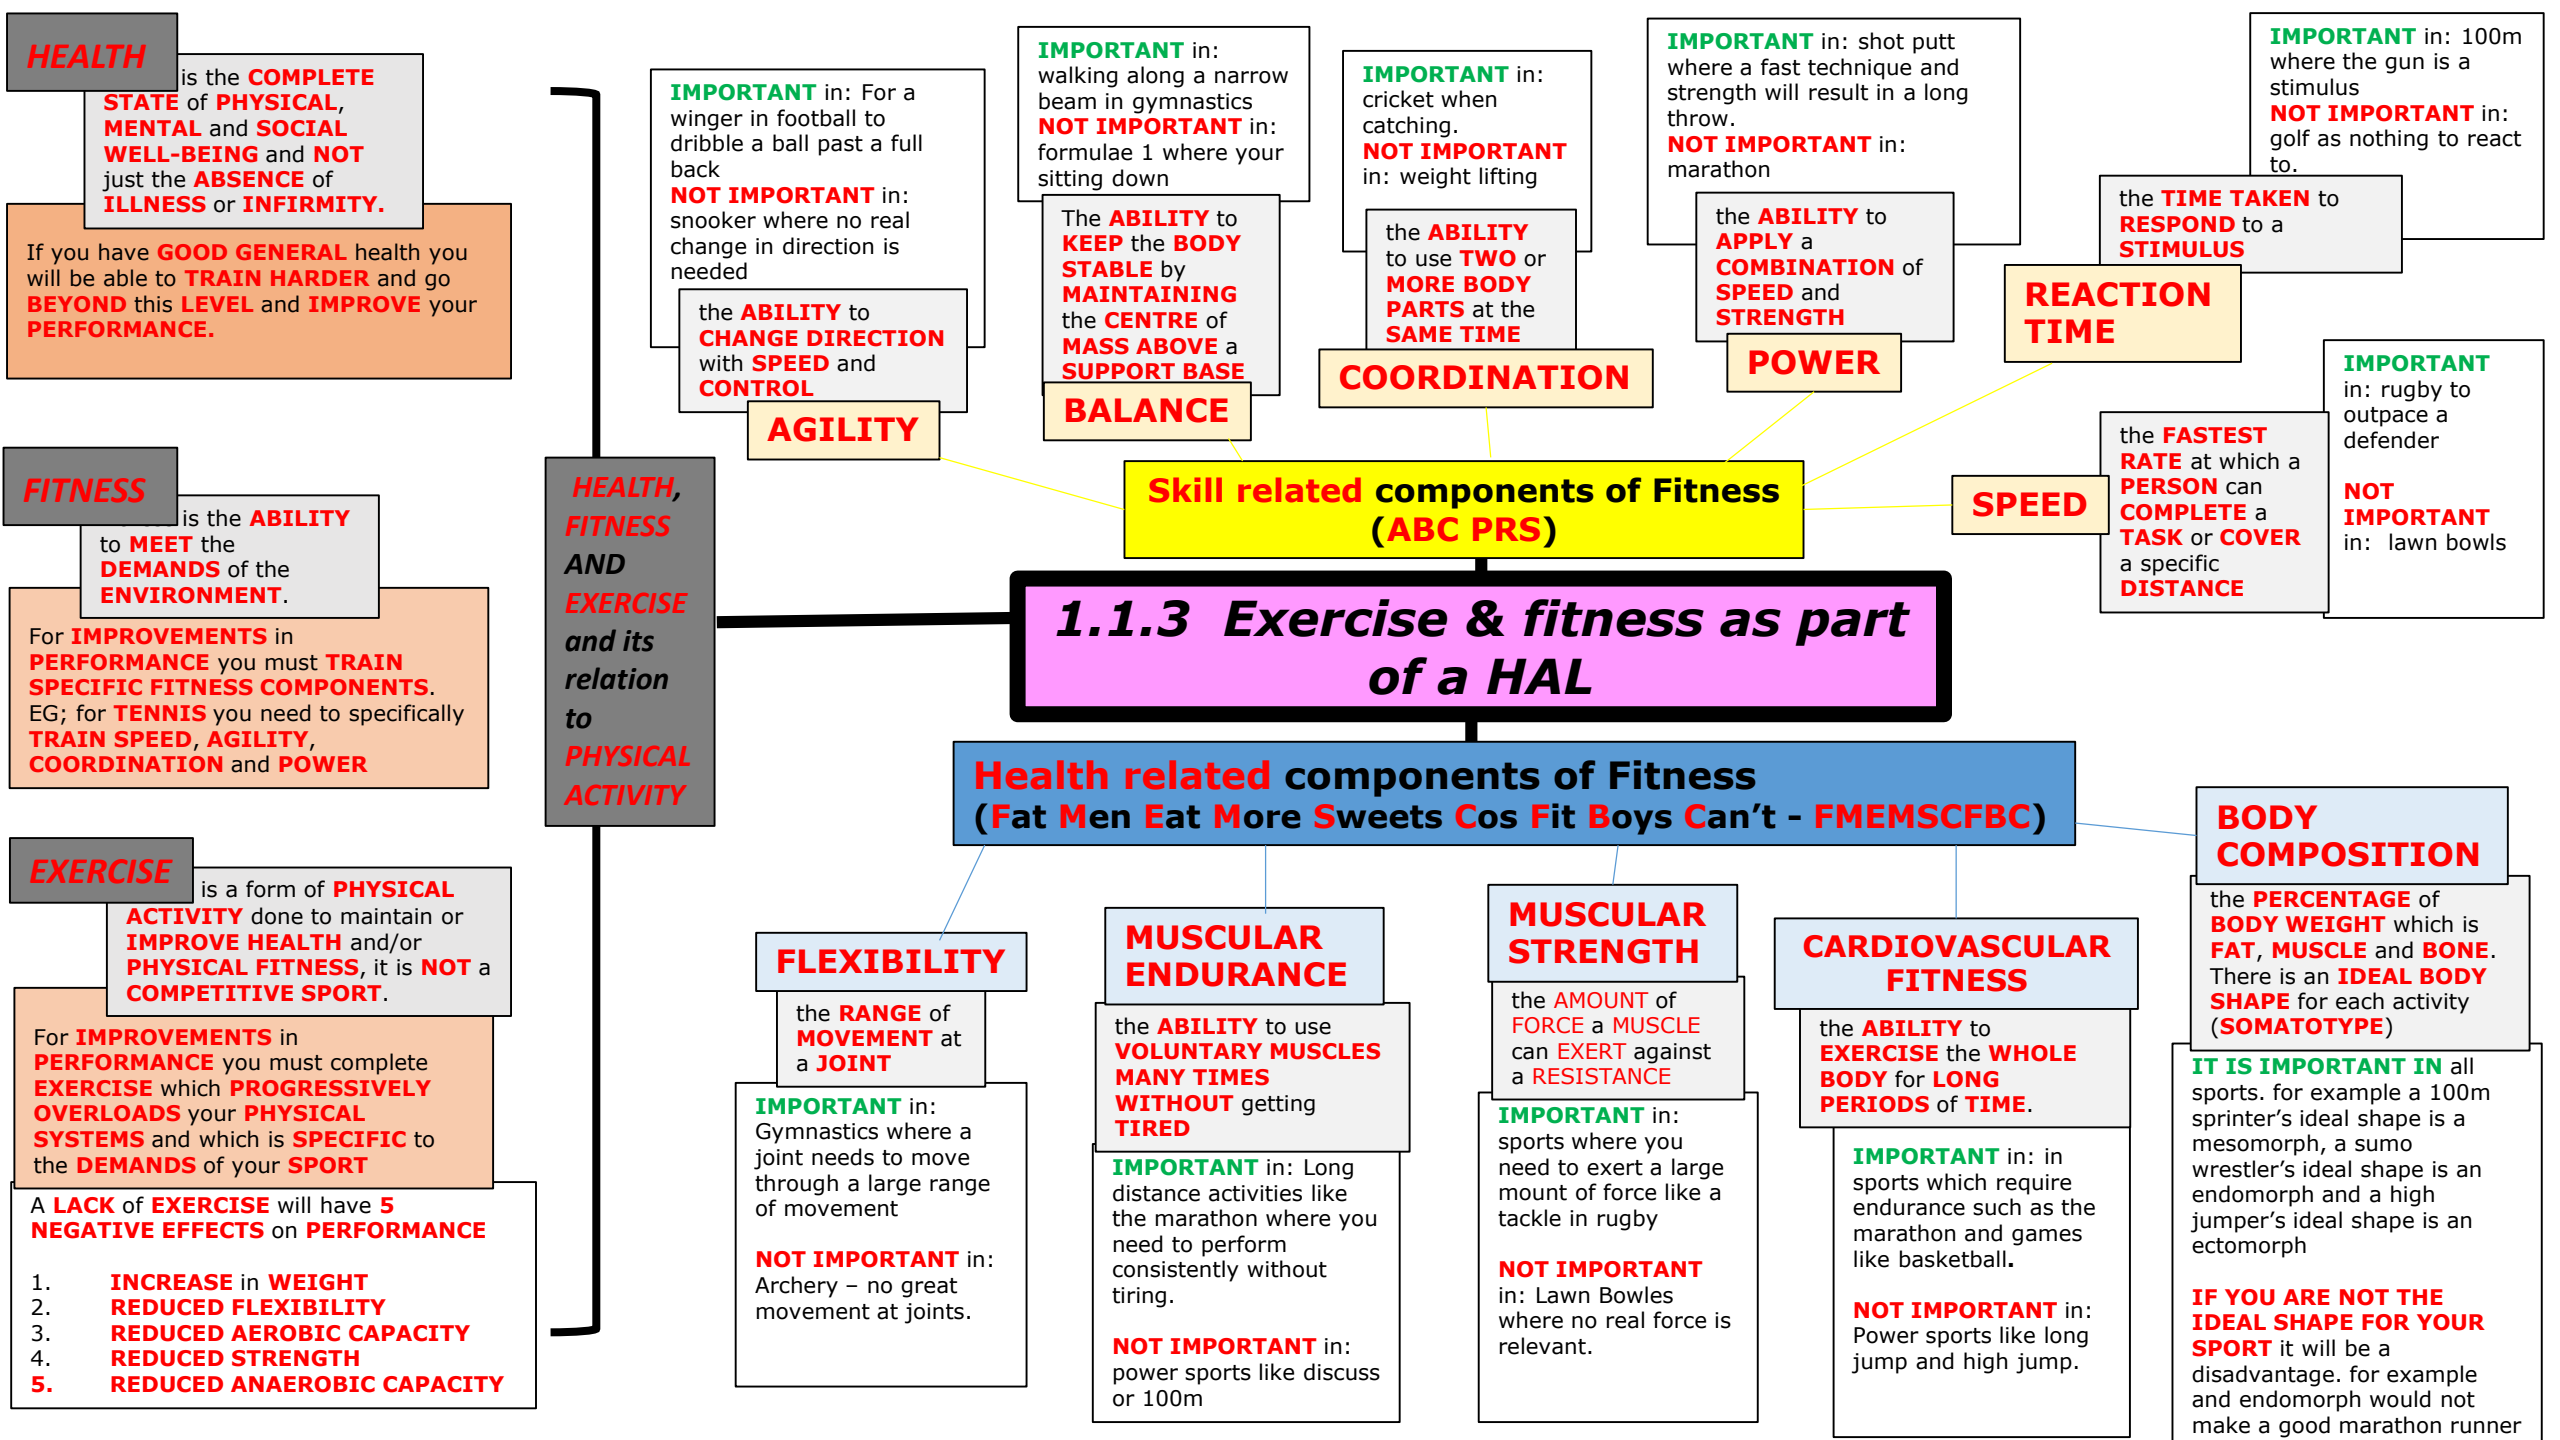 HEALTH
is the COMPLETE
STATE of PHYSICAL,
MENTAL and SOCIAL
WELL-BEING and NOT
just the ABSENCE of
ILLNESS or INFIRMITY.
If you have GOOD GENERAL health you
will be able to TRAIN HARDER and go
BEYOND this LEVEL and IMPROVE your
PERFORMANCE.
FITNESS
is the ABILITY
to MEET the
DEMANDS of the
ENVIRONMENT.
For IMPROVEMENTS in
PERFORMANCE you must TRAIN
SPECIFIC FITNESS COMPONENTS.
EG; for TENNIS you need to specifically
TRAIN SPEED, AGILITY,
COORDINATION and POWER
EXERCISE
is a form of PHYSICAL
ACTIVITY done to maintain or
IMPROVE HEALTH and/or
PHYSICAL FITNESS, it is NOT a
COMPETITIVE SPORT.
For IMPROVEMENTS in
PERFORMANCE you must complete
EXERCISE which PROGRESSIVELY
OVERLOADS your PHYSICAL
SYSTEMS and which is SPECIFIC to
the DEMANDS of your SPORT
A LACK of EXERCISE will have 5
NEGATIVE EFFECTS on PERFORMANCE
1. INCREASE in WEIGHT
2. REDUCED FLEXIBILITY
3. REDUCED AEROBIC CAPACITY
4. REDUCED STRENGTH
5. REDUCED ANAEROBIC CAPACITY
HEALTH,
FITNESS
AND
EXERCISE
and its
relation
to
PHYSICAL
ACTIVITY
IMPORTANT in: For a
winger in football to
dribble a ball past a full
back
NOT IMPORTANT in:
snooker where no real
change in direction is
needed
the ABILITY to
CHANGE DIRECTION
with SPEED and
CONTROL
AGILITY
IMPORTANT in:
walking along a narrow
beam in gymnastics
NOT IMPORTANT in:
formulae 1 where your
sitting down
The ABILITY to
KEEP the BODY
STABLE by
MAINTAINING
the CENTRE of
MASS ABOVE a
SUPPORT BASE
BALANCE
IMPORTANT in:
cricket when
catching.
NOT IMPORTANT
in: weight lifting
the ABILITY
to use TWO or
MORE BODY
PARTS at the
SAME TIME
COORDINATION
IMPORTANT in: shot putt
where a fast technique and
strength will result in a long
throw.
NOT IMPORTANT in:
marathon
the ABILITY to
APPLY a
COMBINATION of
SPEED and
STRENGTH
POWER
IMPORTANT in: 100m
where the gun is a
stimulus
NOT IMPORTANT in:
golf as nothing to react
to.
the TIME TAKEN to
RESPOND to a
STIMULUS
REACTION
TIME
IMPORTANT
in: rugby to
outpace a
defender
NOT
IMPORTANT
in: lawn bowls
the FASTEST
RATE at which a
PERSON can
COMPLETE a
TASK or COVER
a specific
DISTANCE
SPEED
Skill related components of Fitness
(ABC PRS)
1.1.3 Exercise & fitness as part
of a HAL
Health related components of Fitness
(Fat Men Eat More Sweets Cos Fit Boys Can't - FMEMSCFBC)
FLEXIBILITY
the RANGE of
MOVEMENT at
a JOINT
IMPORTANT in:
Gymnastics where a
joint needs to move
through a large range
of movement
NOT IMPORTANT in:
Archery – no great
movement at joints.
MUSCULAR
ENDURANCE
the ABILITY to use
VOLUNTARY MUSCLES
MANY TIMES
WITHOUT getting
TIRED
IMPORTANT in: Long
distance activities like
the marathon where you
need to perform
consistently without
tiring.
NOT IMPORTANT in:
power sports like discuss
or 100m
MUSCULAR
STRENGTH
the AMOUNT of
FORCE a MUSCLE
can EXERT against
a RESISTANCE
IMPORTANT in:
sports where you
need to exert a large
mount of force like a
tackle in rugby
NOT IMPORTANT
in: Lawn Bowles
where no real force is
relevant.
CARDIOVASCULAR
FITNESS
the ABILITY to
EXERCISE the WHOLE
BODY for LONG
PERIODS of TIME.
IMPORTANT in: in
sports which require
endurance such as the
marathon and games
like basketball.
NOT IMPORTANT in:
Power sports like long
jump and high jump.
BODY
COMPOSITION
the PERCENTAGE of
BODY WEIGHT which is
FAT, MUSCLE and BONE.
There is an IDEAL BODY
SHAPE for each activity
(SOMATOTYPE)
IT IS IMPORTANT IN all
sports. for example a 100m
sprinter's ideal shape is a
mesomorph, a sumo
wrestler's ideal shape is an
endomorph and a high
jumper's ideal shape is an
ectomorph
IF YOU ARE NOT THE
IDEAL SHAPE FOR YOUR
SPORT it will be a
disadvantage. for example
and endomorph would not
make a good marathon runner